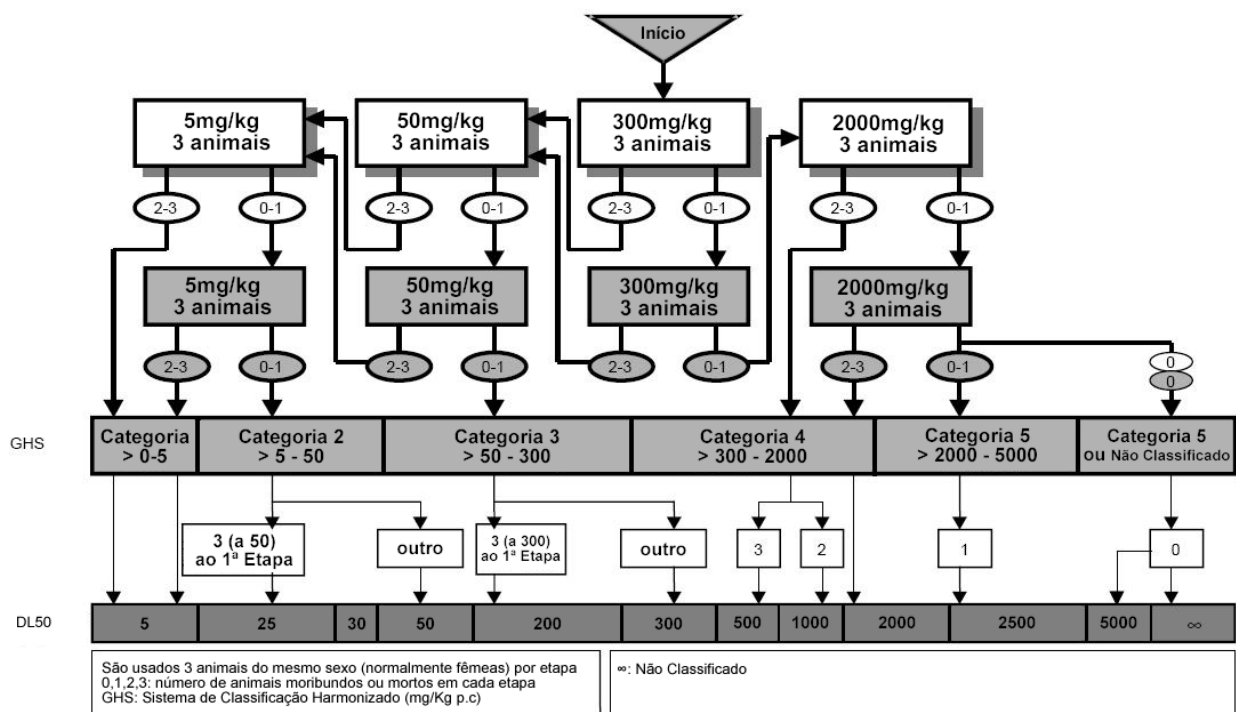 Início
5mg/kg
3 animais
50mg/kg
3 animais
300mg/kg
3 animais
2000mg/kg
3 animais
2-3
0-1
2-3
0-1
2-3
0-1
2-3
0-1
5mg/kg
3 animais
50mg/kg
3 animais
300mg/kg
3 animais
2000mg/kg
3 animais
2-3
0-1
2-3
0-1
2-3
0-1
2-3
0-1
0
0
GHS
Categoria
> 0-5
Categoria 2
> 5 - 50
Categoria 3
> 50 - 300
Categoria 4
> 300 - 2000
Categoria 5
> 2000 - 5000
Categoria 5
ou Não Classificado
3 (a 50)
ao 1ª Etapa
outro
3 (a 300)
ao 1ª Etapa
outro
3
2
1
0
DL50
5
25
30
50
200
300
500
1000
2000
2500
5000
∞
São usados 3 animais do mesmo sexo (normalmente fêmeas) por etapa
0,1,2,3: número de animais moribundos ou mortos em cada etapa
GHS: Sistema de Classificação Harmonizado (mg/Kg p.c)
∞: Não Classificado